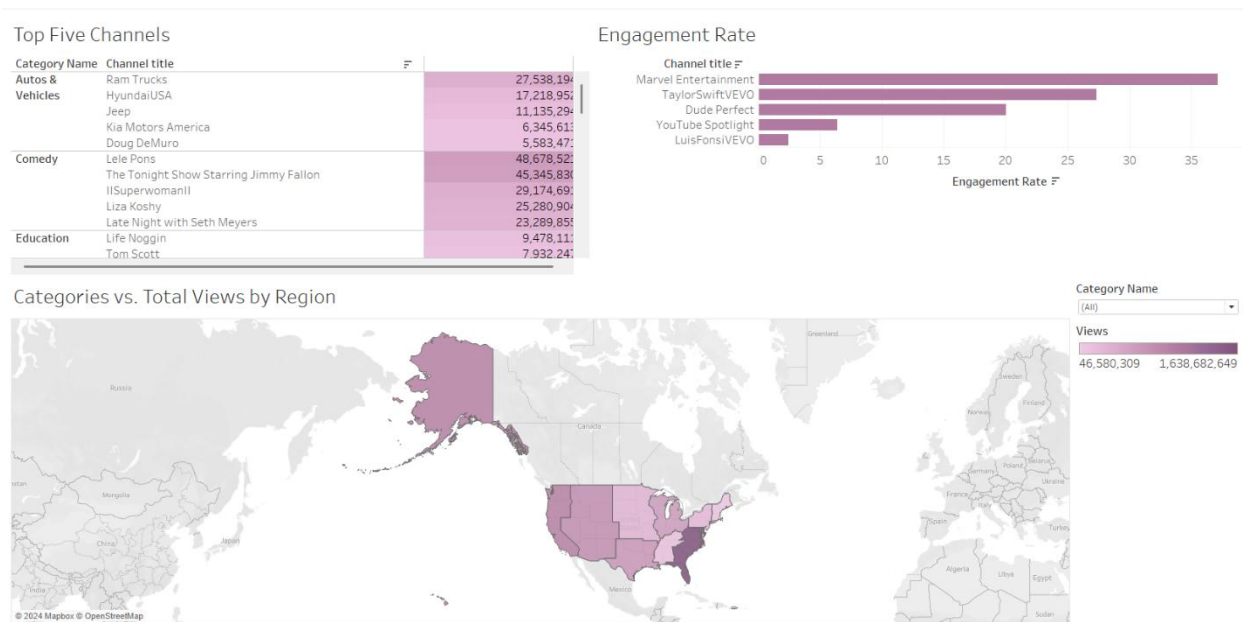 Top Five Channels
Category Name Channel title
Autos & Vehicles Ram Trucks 27,538,194
HyundaiUSA 17,218,952
Jeep 11,135,294
Kia Motors America 6,345,613
Doug DeMuro 5,583,471
Comedy Lele Pons 48,678,521
The Tonight Show Starring Jimmy Fallon 45,345,830
IISuperwomanII 29,174,691
Liza Koshy 25,280,904
Late Night with Seth Meyers 23,289,855
Education Life Noggin 9,478,111
Tom Scott 7,932,247
Engagement Rate
Channel title
Marvel Entertainment
TaylorSwiftVEVO
Dude Perfect
YouTube Spotlight
LuisFonsiVEVO
0 5 10 15 20 25 30 35
Engagement Rate
Categories vs. Total Views by Region
Category Name
(All)
Views
46,580,309 1,638,682,649
Greenland
Russia
Sweden
Finland
Norway
Canada
Belarus
Poland
Germany
Ukraine
France
Mongolia
Italy
Spain
Turkey
China
Japan
Algeria
Libya
Egypt
Mexico
India
Sudan
© 2024 Mapbox © OpenStreetMap